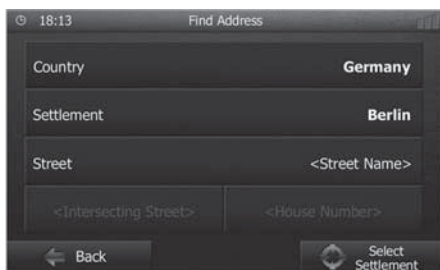 18:13 Find Address
Country Germany
Settlement Berlin
Street <Street Name>
<Intersecting Street> <House Number>
Back Select
Settlement